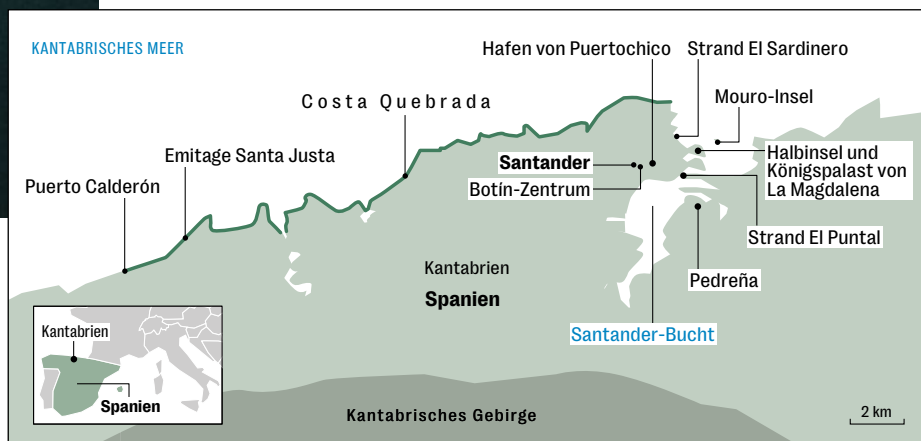 KANTABRISCHES MEER
Hafen von Puertochico
Strand El Sardinero
Mouro-Insel
Costa Quebrada
Emitage Santa Justa
Puerto Calderón
Santander
Botín-Zentrum
Halbinsel und
Königspalast von
La Magdalena
Strand El Puntal
Pedreña
Kantabrien
Spanien
Santander-Bucht
Kantabrien
Spanien
Kantabrisches Gebirge
2 km